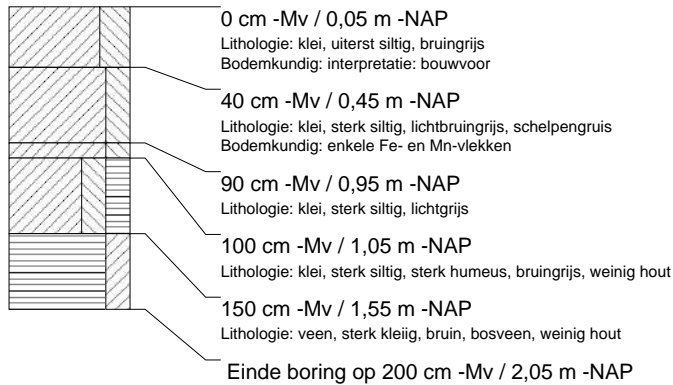 0 cm -Mv / 0,05 m -NAP
Lithologie: klei, uiterst siltig, bruingrijs
Bodemkundig: interpretatie: bouwvoor
40 cm -Mv / 0,45 m -NAP
Lithologie: klei, sterk siltig, lichtbruingrijs, schelpengruis
Bodemkundig: enkele Fe- en Mn-vlekken
90 cm -Mv / 0,95 m -NAP
Lithologie: klei, sterk siltig, lichtgrijs
100 cm -Mv / 1,05 m -NAP
Lithologie: klei, sterk siltig, sterk humeus, bruingrijs, weinig hout
150 cm -Mv / 1,55 m -NAP
Lithologie: veen, sterk kleiig, bruin, bosveen, weinig hout
Einde boring op 200 cm -Mv / 2,05 m -NAP